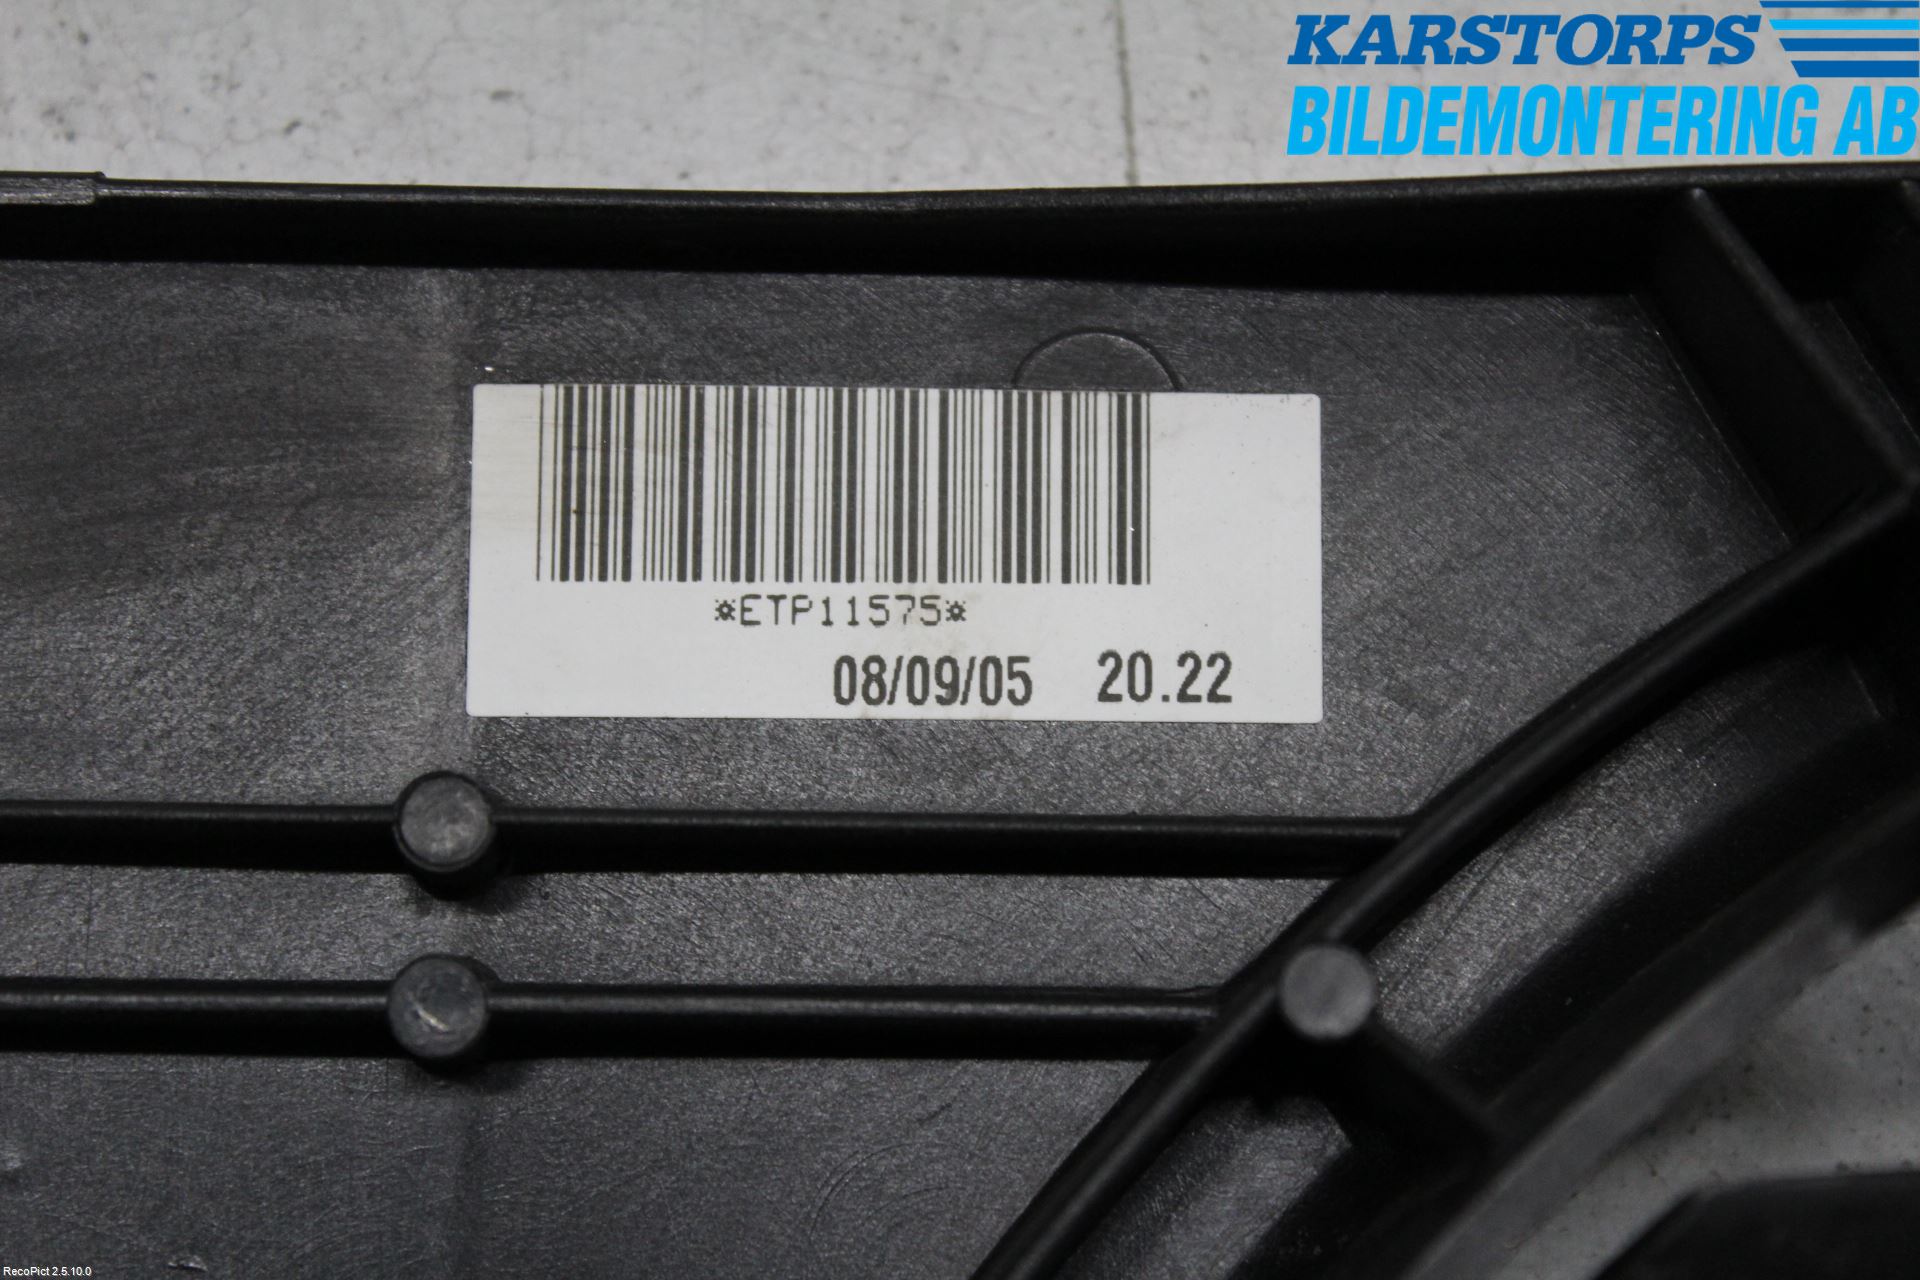 KARSTORPS
BILDEMONTERING AB
*ETP11575*
08/09/05 20.22
RecoPict 2.5.10.0